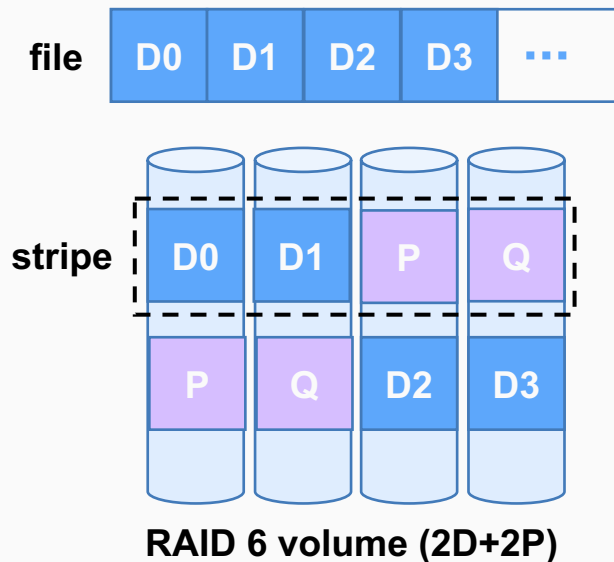 file D0 D1 D2 D3 ...
stripe D0 D1 P Q
P Q D2 D3
RAID 6 volume (2D+2P)